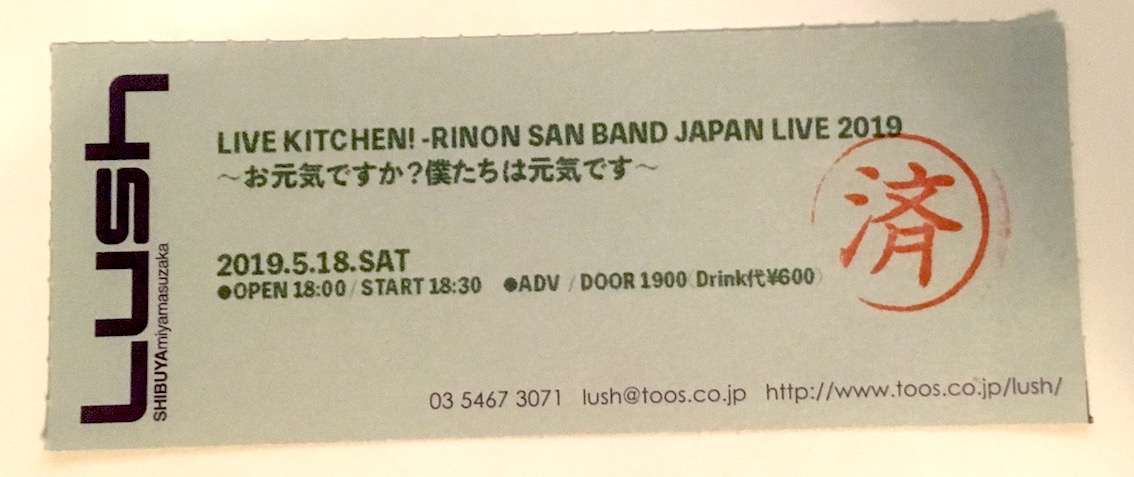 Lush
SHIBUYAmiyamasuzaka
LIVE KITCHEN! -RINON SAN BAND JAPAN LIVE 2019
～お元気ですか？僕たちは元気です～
済
2019.5.18.SAT
●OPEN 18:00 / START 18:30 ●ADV / DOOR 1900 (Drink代¥600)
03 5467 3071 lush@toos.co.jp http://www.toos.co.jp/lush/